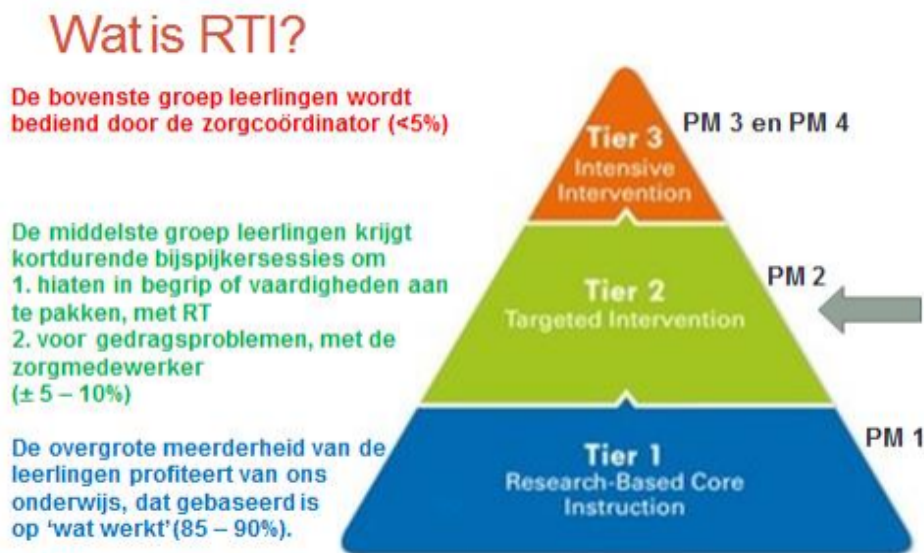 Wat is RTI?
De bovenste groep leerlingen wordt
bediend door de zorgcoördinator (<5%)
Tier 3
Intensive
Intervention
PM 3 en PM 4
De middelste groep leerlingen krijgt
kortdurende bijspijkersessies om
1. hiaten in begrip of vaardigheden aan
te pakken, met RT
2. voor gedragsproblemen, met de
zorgmedewerker
(± 5 – 10%)
Tier 2
Targeted Intervention
PM 2
De overgrote meerderheid van de
leerlingen profiteert van ons
onderwijs, dat gebaseerd is
op ‘wat werkt’(85 – 90%).
Tier 1
Research-Based Core
Instruction
PM 1